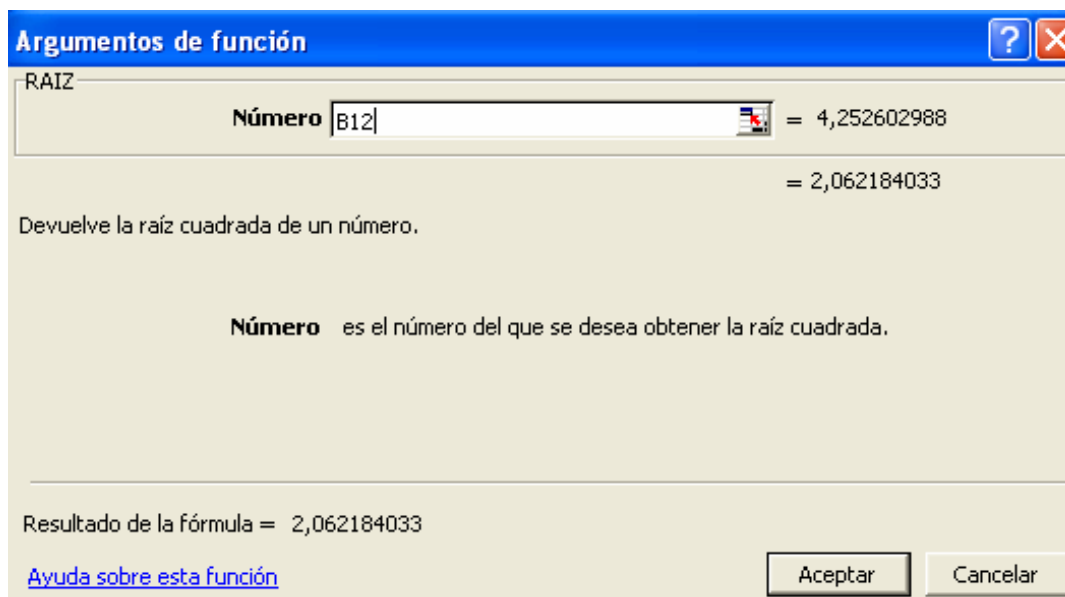 Argumentos de función
RAIZ
Número B12 = 4,252602988
= 2,062184033
Devuelve la raíz cuadrada de un número.
Número es el número del que se desea obtener la raíz cuadrada.
Resultado de la fórmula = 2,062184033
Ayuda sobre esta función Aceptar Cancelar